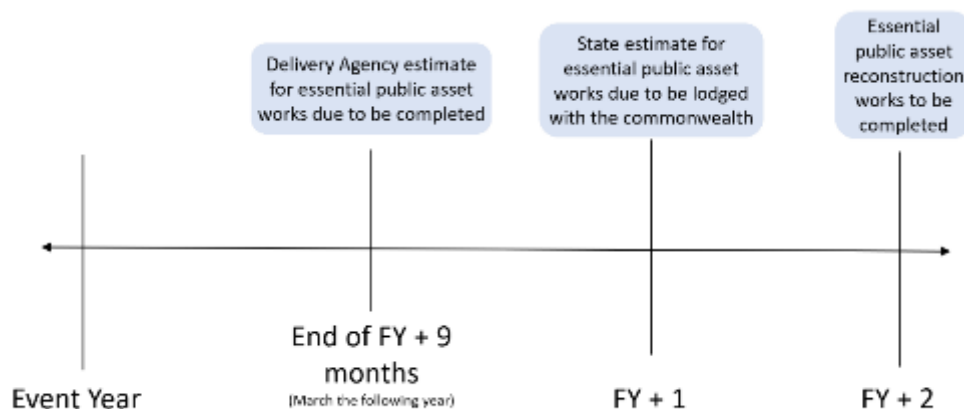 Delivery Agency estimate
for essential public asset
works due to be completed
State estimate for
essential public asset
works due to be lodged
with the commonwealth
Essential
public asset
reconstruction
works to be
completed
Event Year
End of FY + 9
months
(March the following year)
FY + 1
FY + 2